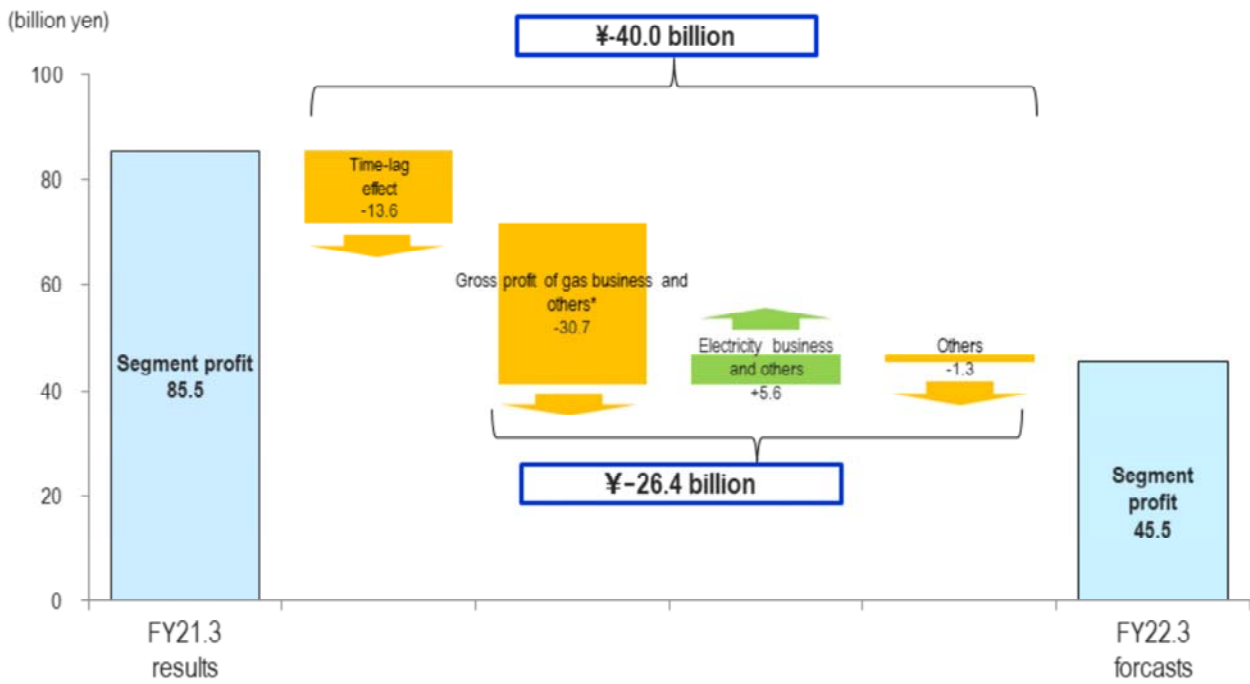 (billion yen)
¥-40.0 billion
100
80
60
40
20
0
Segment profit
85.5
Time-lag
effect
-13.6
Gross profit of gas business and
others*
-30.7
Electricity business
and others
+5.6
Others
-1.3
¥-26.4 billion
Segment
profit
45.5
FY21.3
results
FY22.3
forcasts